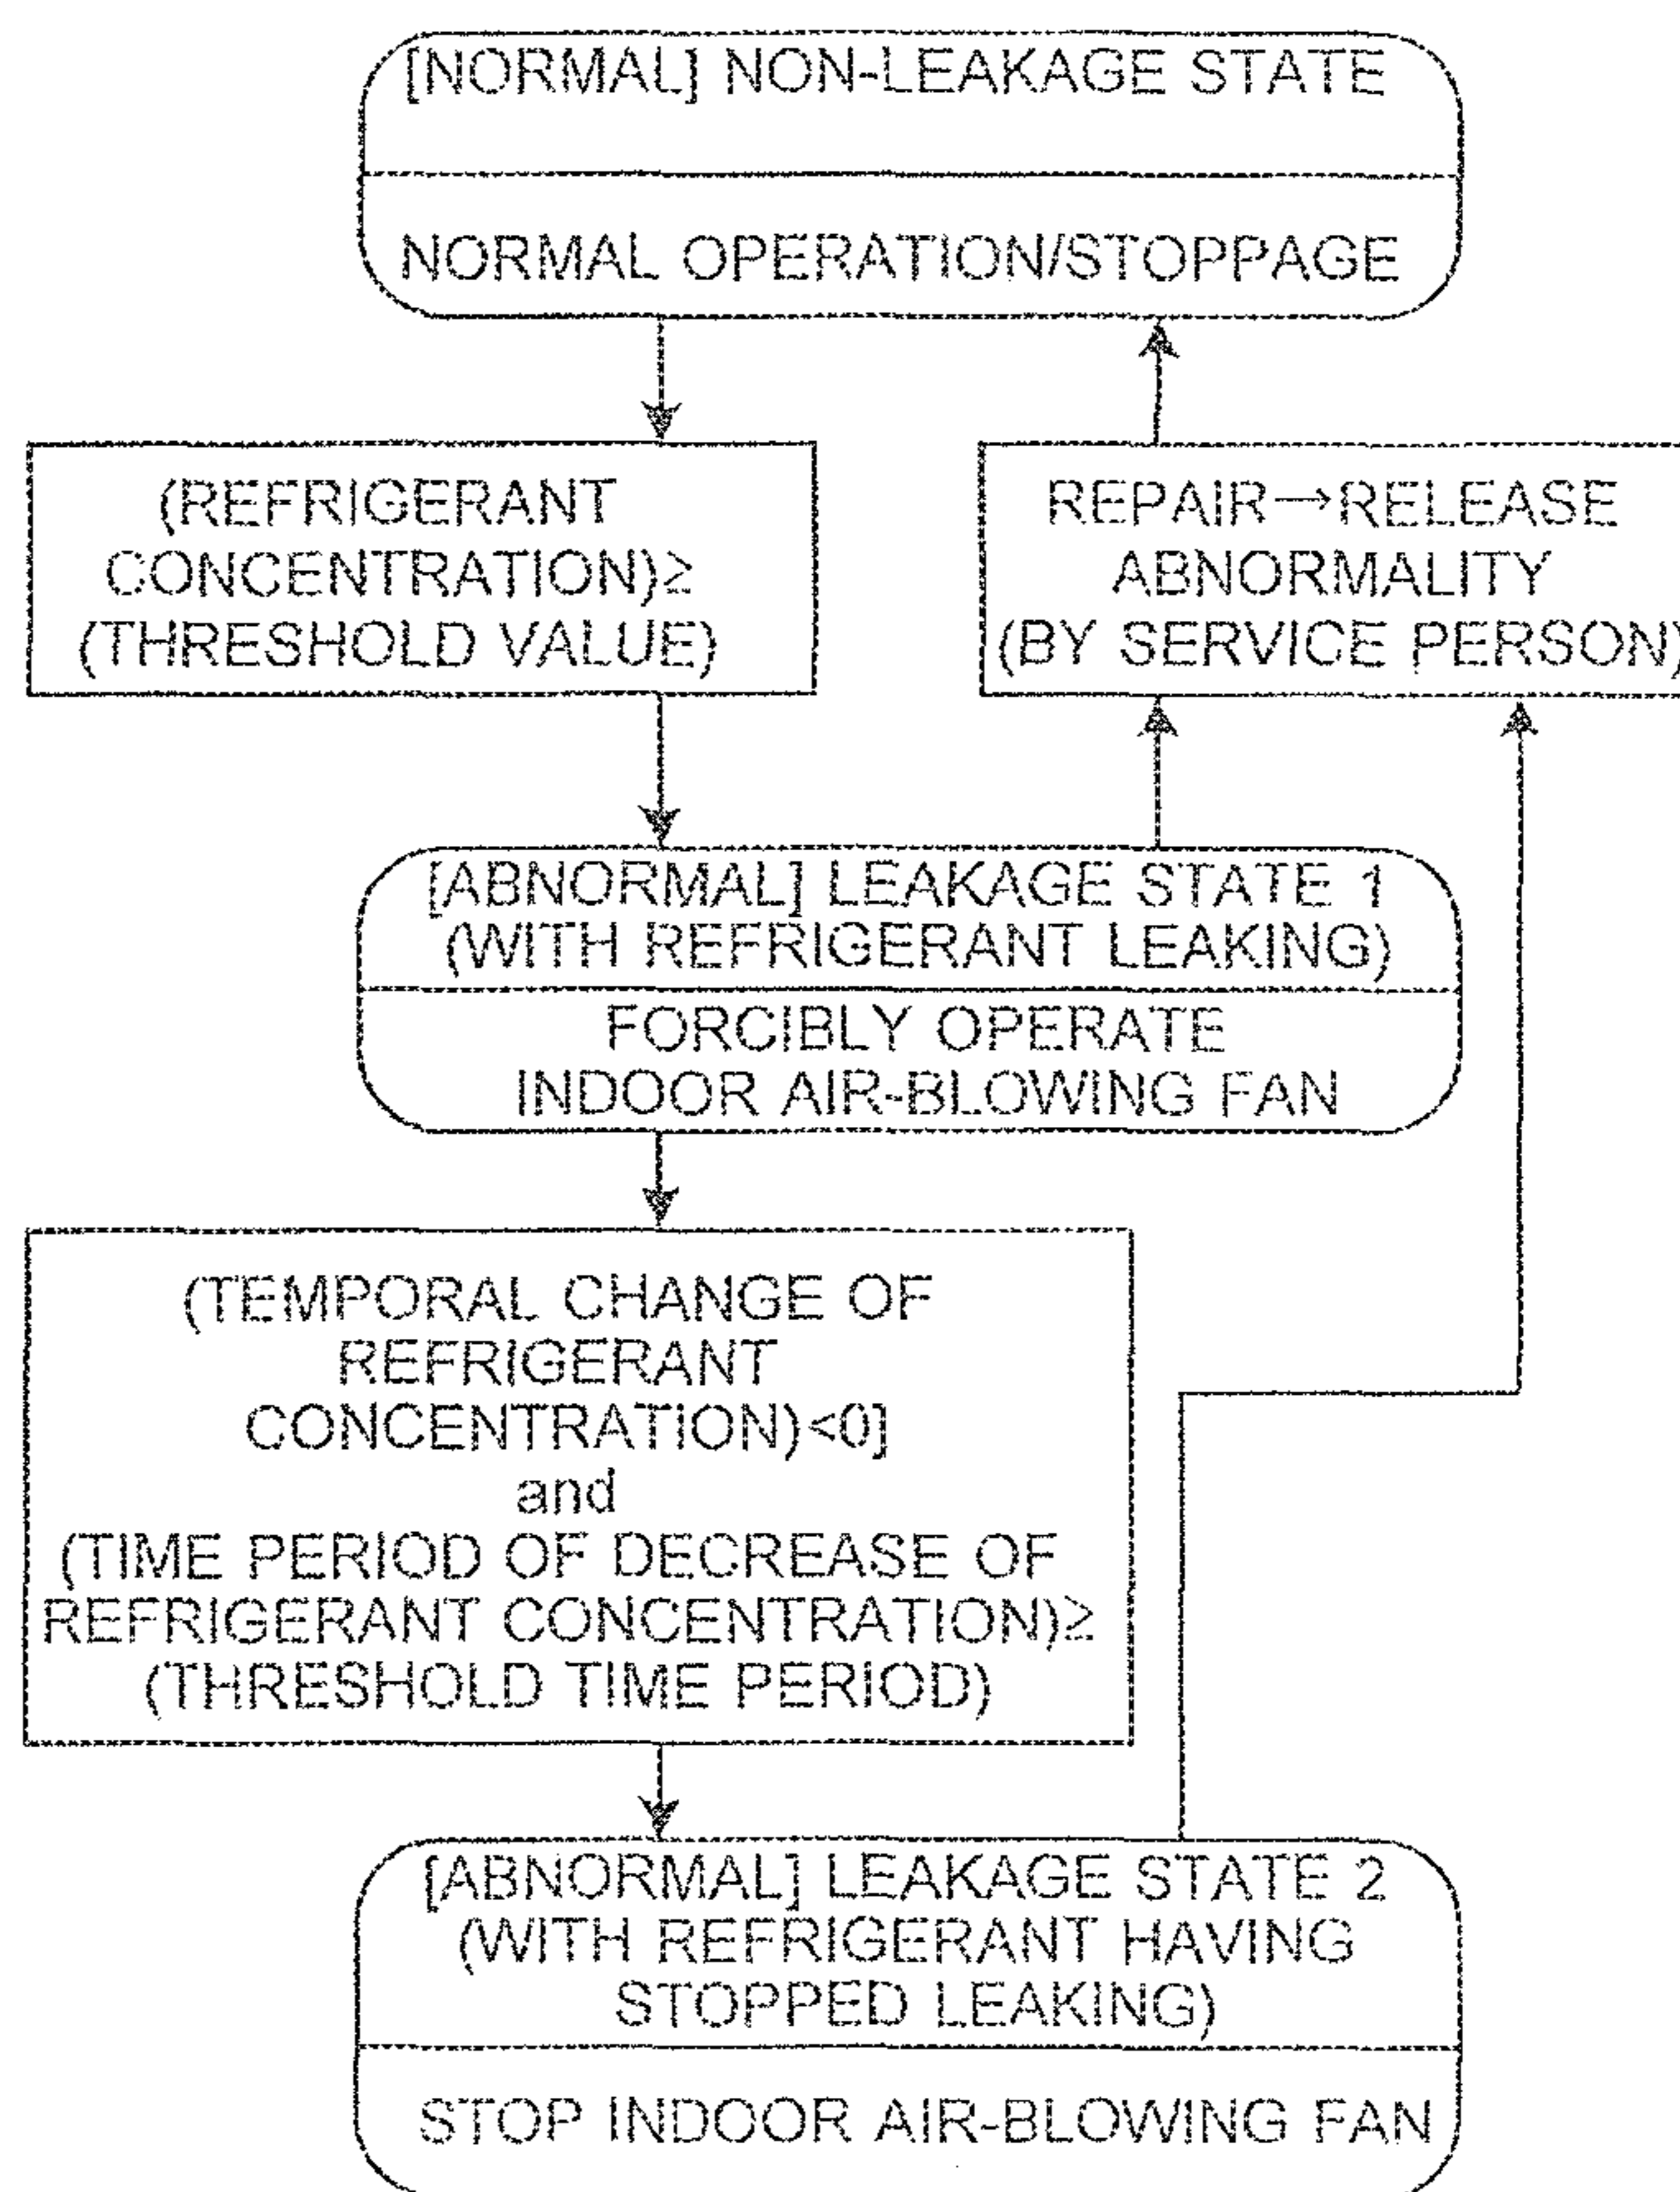 [NORMAL] NON-LEAKAGE STATE
NORMAL OPERATION/STOPPAGE
(REFRIGERANT
CONCENTRATION)≥
(THRESHOLD VALUE)
REPAIR→RELEASE
ABNORMALITY
(BY SERVICE PERSON)
[ABNORMAL] LEAKAGE STATE 1
(WITH REFRIGERANT LEAKING)
FORCIBLY OPERATE
INDOOR AIR-BLOWING FAN
(TEMPORAL CHANGE OF
REFRIGERANT
CONCENTRATION)<0]
and
(TIME PERIOD OF DECREASE OF
REFRIGERANT CONCENTRATION)≥
(THRESHOLD TIME PERIOD)
[ABNORMAL] LEAKAGE STATE 2
(WITH REFRIGERANT HAVING
STOPPED LEAKING)
STOP INDOOR AIR-BLOWING FAN